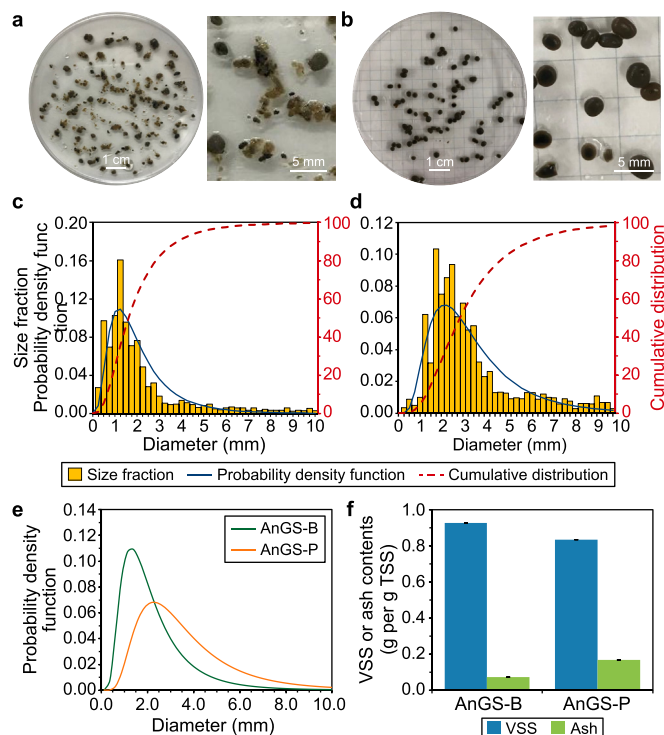 a
b
1 cm
5 mm
1 cm
5 mm
c
d
Size fraction
Probability density func
tion
0.20
0.16
0.12
0.08
0.04
0.00
100
80
60
40
20
0
0 1 2 3 4 5 6 7 8 9 10
Diameter (mm)
0.12
0.10
0.08
0.06
0.04
0.02
0.00
100
80
60
40
20
0
Cumulative distribution
0 1 2 3 4 5 6 7 8 9 10
Diameter (mm)
Size fraction Probability density function Cumulative distribution
e
Probability density
function
0.14
0.12
0.10
0.08
0.06
0.04
0.02
0.00
AnGS-B
AnGS-P
0.0 2.0 4.0 6.0 8.0 10.0
Diameter (mm)
f
VSS or ash contents
(g per g TSS)
1.0
0.8
0.6
0.4
0.2
0.0
AnGS-B AnGS-P
VSS Ash